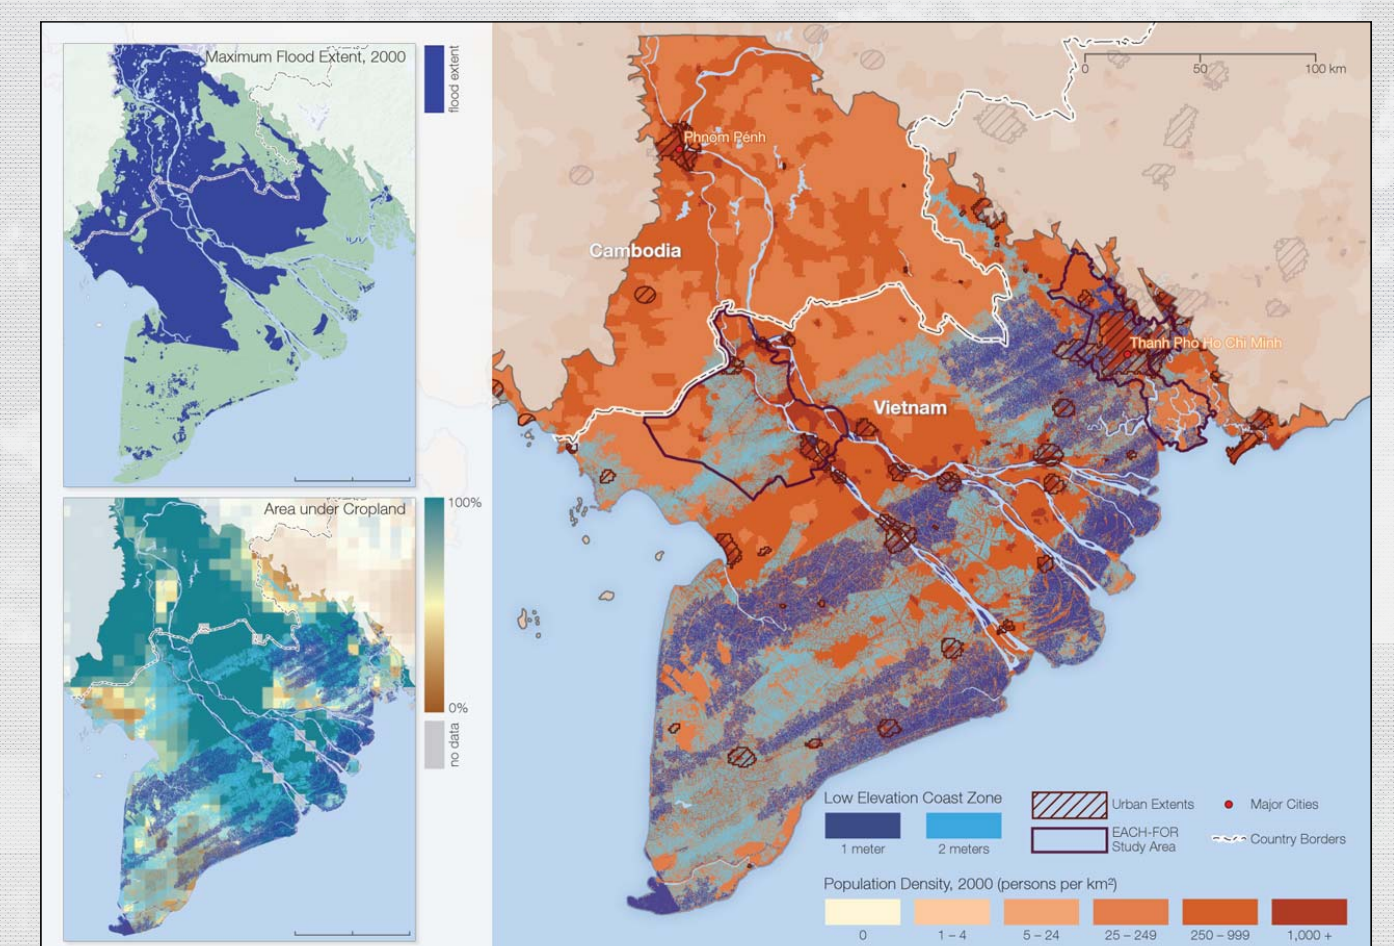 Maximum Flood Extent, 2000
flood extent
Area under Cropland
100%
0%
no data
0
50
100 km
Phnom Pénh
Cambodia
Thanh Pho Ho Chi Minh
Vietnam
Low Elevation Coast Zone
1 meter
2 meters
Urban Extents
EACH-FOR
Study Area
Major Cities
Country Borders
Population Density, 2000 (persons per km²)
0
1 – 4
5 – 24
25 – 249
250 – 999
1,000 +